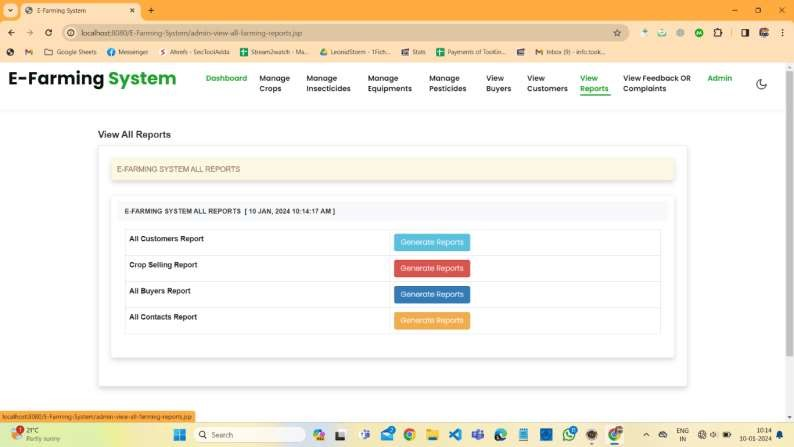 E-Farming System
localhost:8080/E-Farming-System/admin-view-all-farming-reports.jsp
Google Sheets Messenger Ahrefs - SecToolAdda Stream2watch - Ma... LeonidStorm - 1Fich... Stats Payments of TooKin... Inbox (9) - info.took...
E-Farming System
Dashboard Manage Crops Manage Insecticides Manage Equipments Manage Pesticides View Buyers View Customers View Reports View Feedback OR Complaints Admin
View All Reports
E-FARMING SYSTEM ALL REPORTS
E-FARMING SYSTEM ALL REPORTS [ 10 JAN, 2024 10:14:17 AM ]
All Customers Report Generate Reports
Crop Selling Report Generate Reports
All Buyers Report Generate Reports
All Contacts Report Generate Reports
localhost:8080/E-Farming-System/admin-view-all-farming-reports.jsp
21°C
Partly sunny
Search
ENG
IN
10:14
10-01-2024